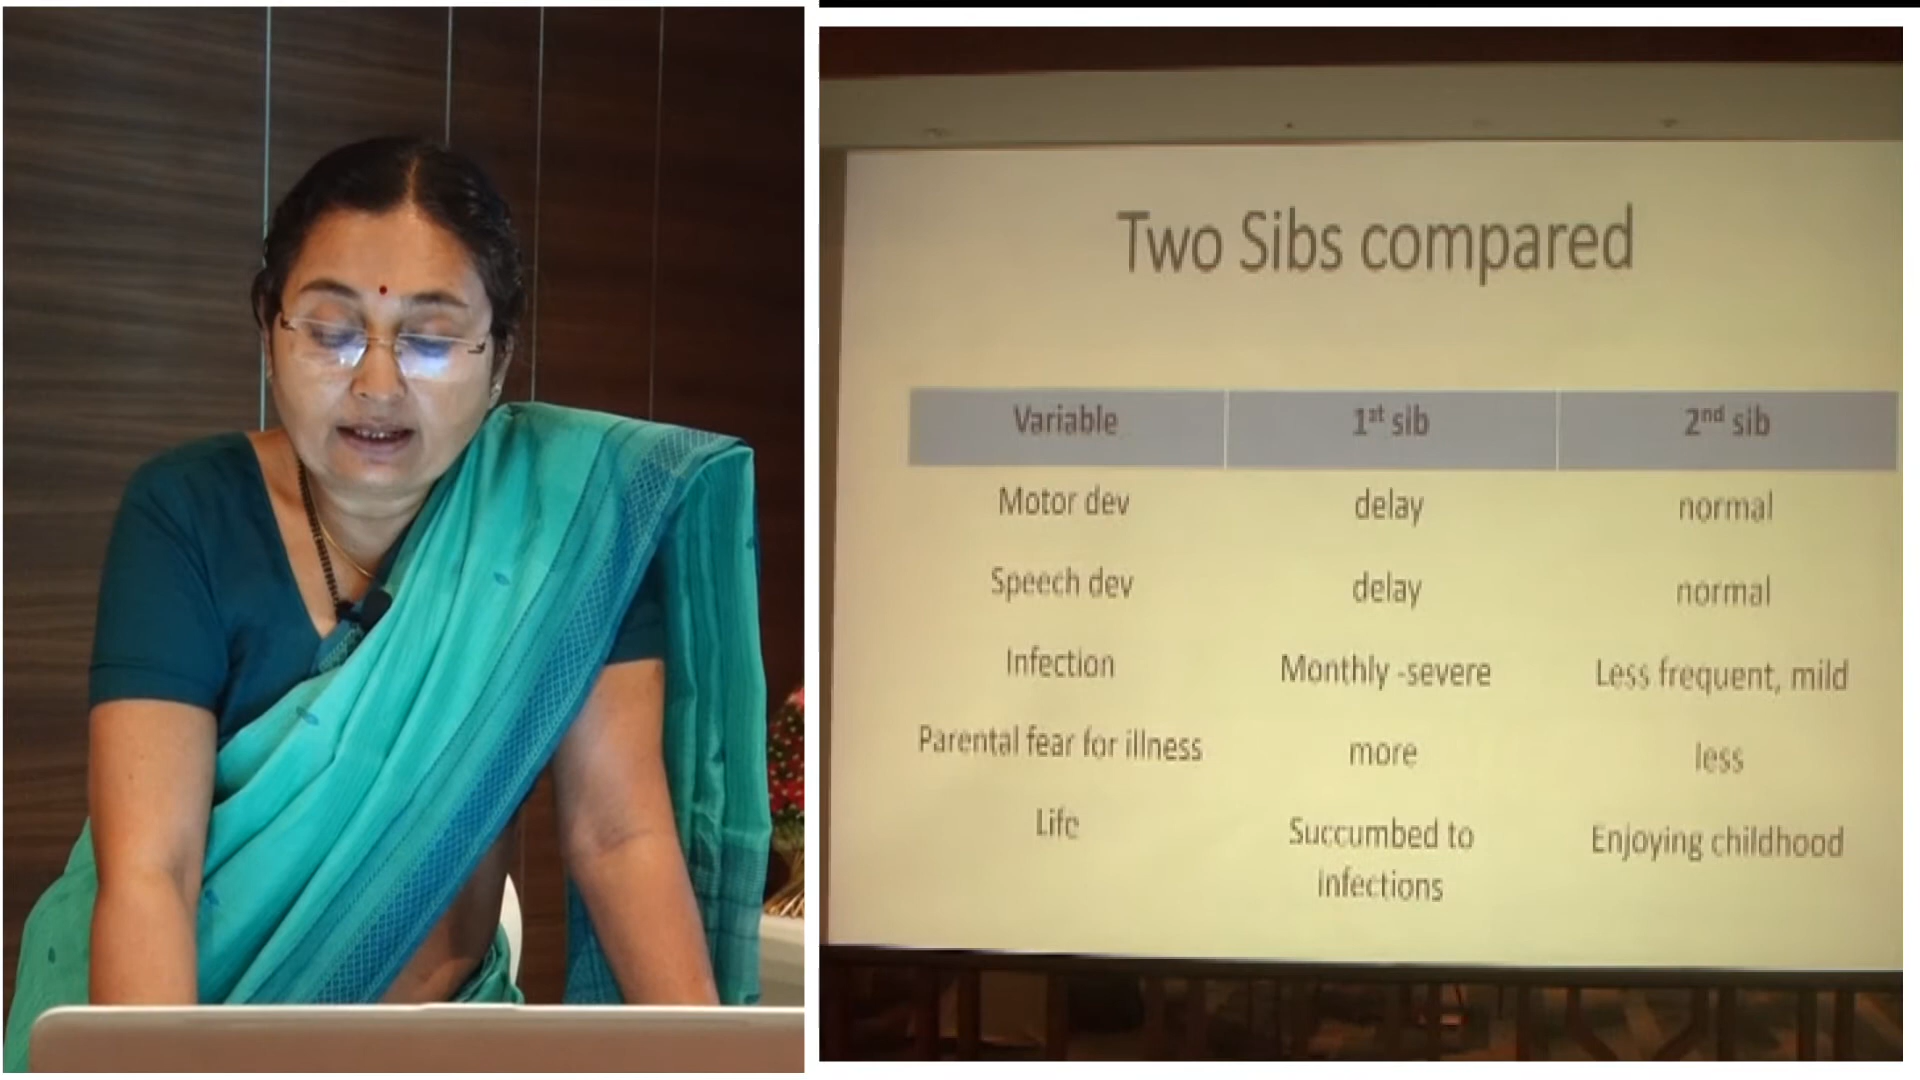 Two Sibs compared
Variable 1st sib 2nd sib
Motor dev delay normal
Speech dev delay normal
Infection Monthly -severe Less frequent, mild
Parental fear for illness more less
Life Succumbed to Enjoying childhood
infections